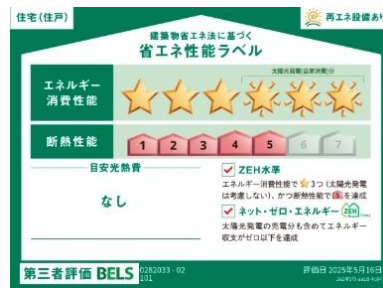 住宅(住戸)
再エネ設備あり
建築物省エネ法に基づく
省エネ性能ラベル
太陽光発電(自家消費)分
エネルギー
消費性能
断熱性能
1 2 3 4 5 6 7
目安光熱費
なし
ZEH水準
エネルギー消費性能で★3つ(太陽光発電
は考慮しない)、かつ断熱性能で5を達成
ネット・ゼロ・エネルギー ZEH
太陽光発電の売電分も含めてエネルギー
収支がゼロ以下を達成
第三者評価 BELS
0282033 - 02
101
評価日 2025年5月16日